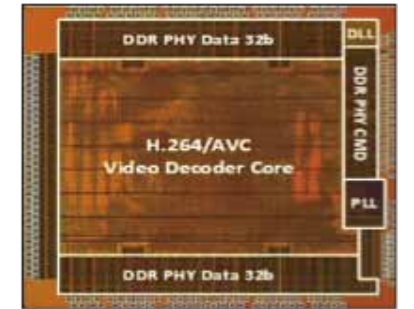 DDR PHY Data 32b
DLL
DDR PHY CMD
H.264/AVC
Video Decoder Core
PLL
DDR PHY Data 32b